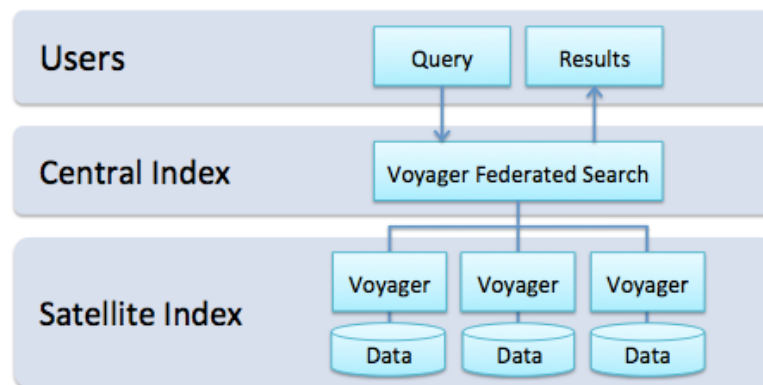 Users
Query
Results
Central Index
Voyager Federated Search
Satellite Index
Voyager
Voyager
Voyager
Data
Data
Data